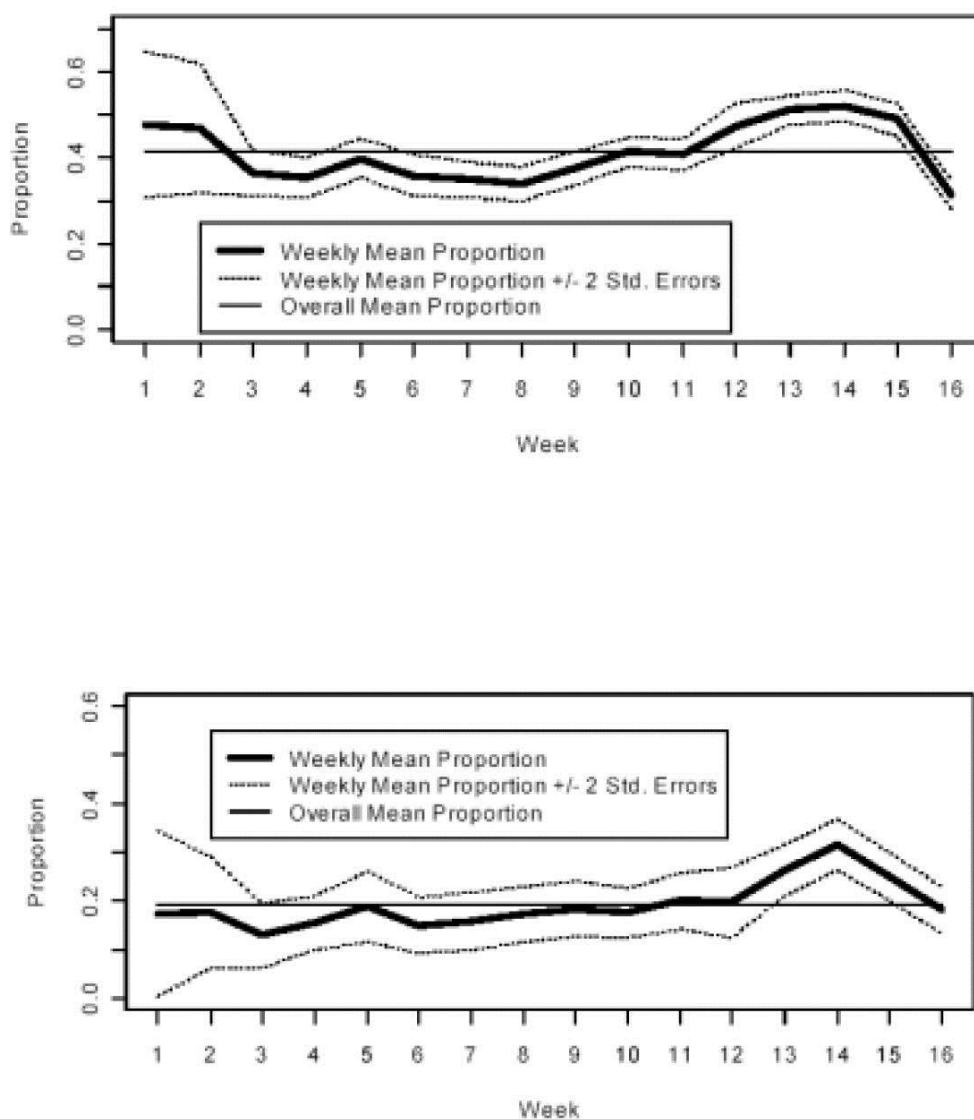 Proportion
0.6
0.4
0.2
0.0
Weekly Mean Proportion
Weekly Mean Proportion +/- 2 Std. Errors
Overall Mean Proportion
1 2 3 4 5 6 7 8 9 10 11 12 13 14 15 16
Week
Proportion
0.6
0.4
0.2
0.0
Weekly Mean Proportion
Weekly Mean Proportion +/- 2 Std. Errors
Overall Mean Proportion
1 2 3 4 5 6 7 8 9 10 11 12 13 14 15 16
Week